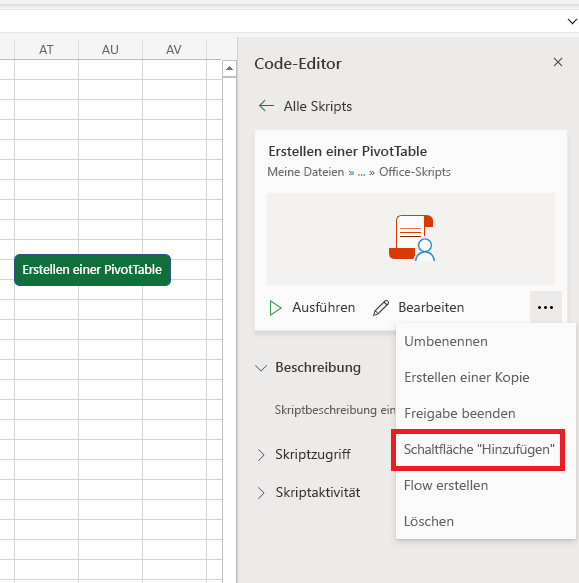 AT AU AV
Code-Editor
Alle Skripts
Erstellen einer PivotTable
Meine Dateien » ... » Office-Skripts
Erstellen einer PivotTable
Ausführen Bearbeiten
Umbenennen
Beschreibung
Erstellen einer Kopie
Skriptbeschreibung ein
Freigabe beenden
Schaltfläche "Hinzufügen"
Skriptzugriff
Flow erstellen
Skriptaktivität
Löschen